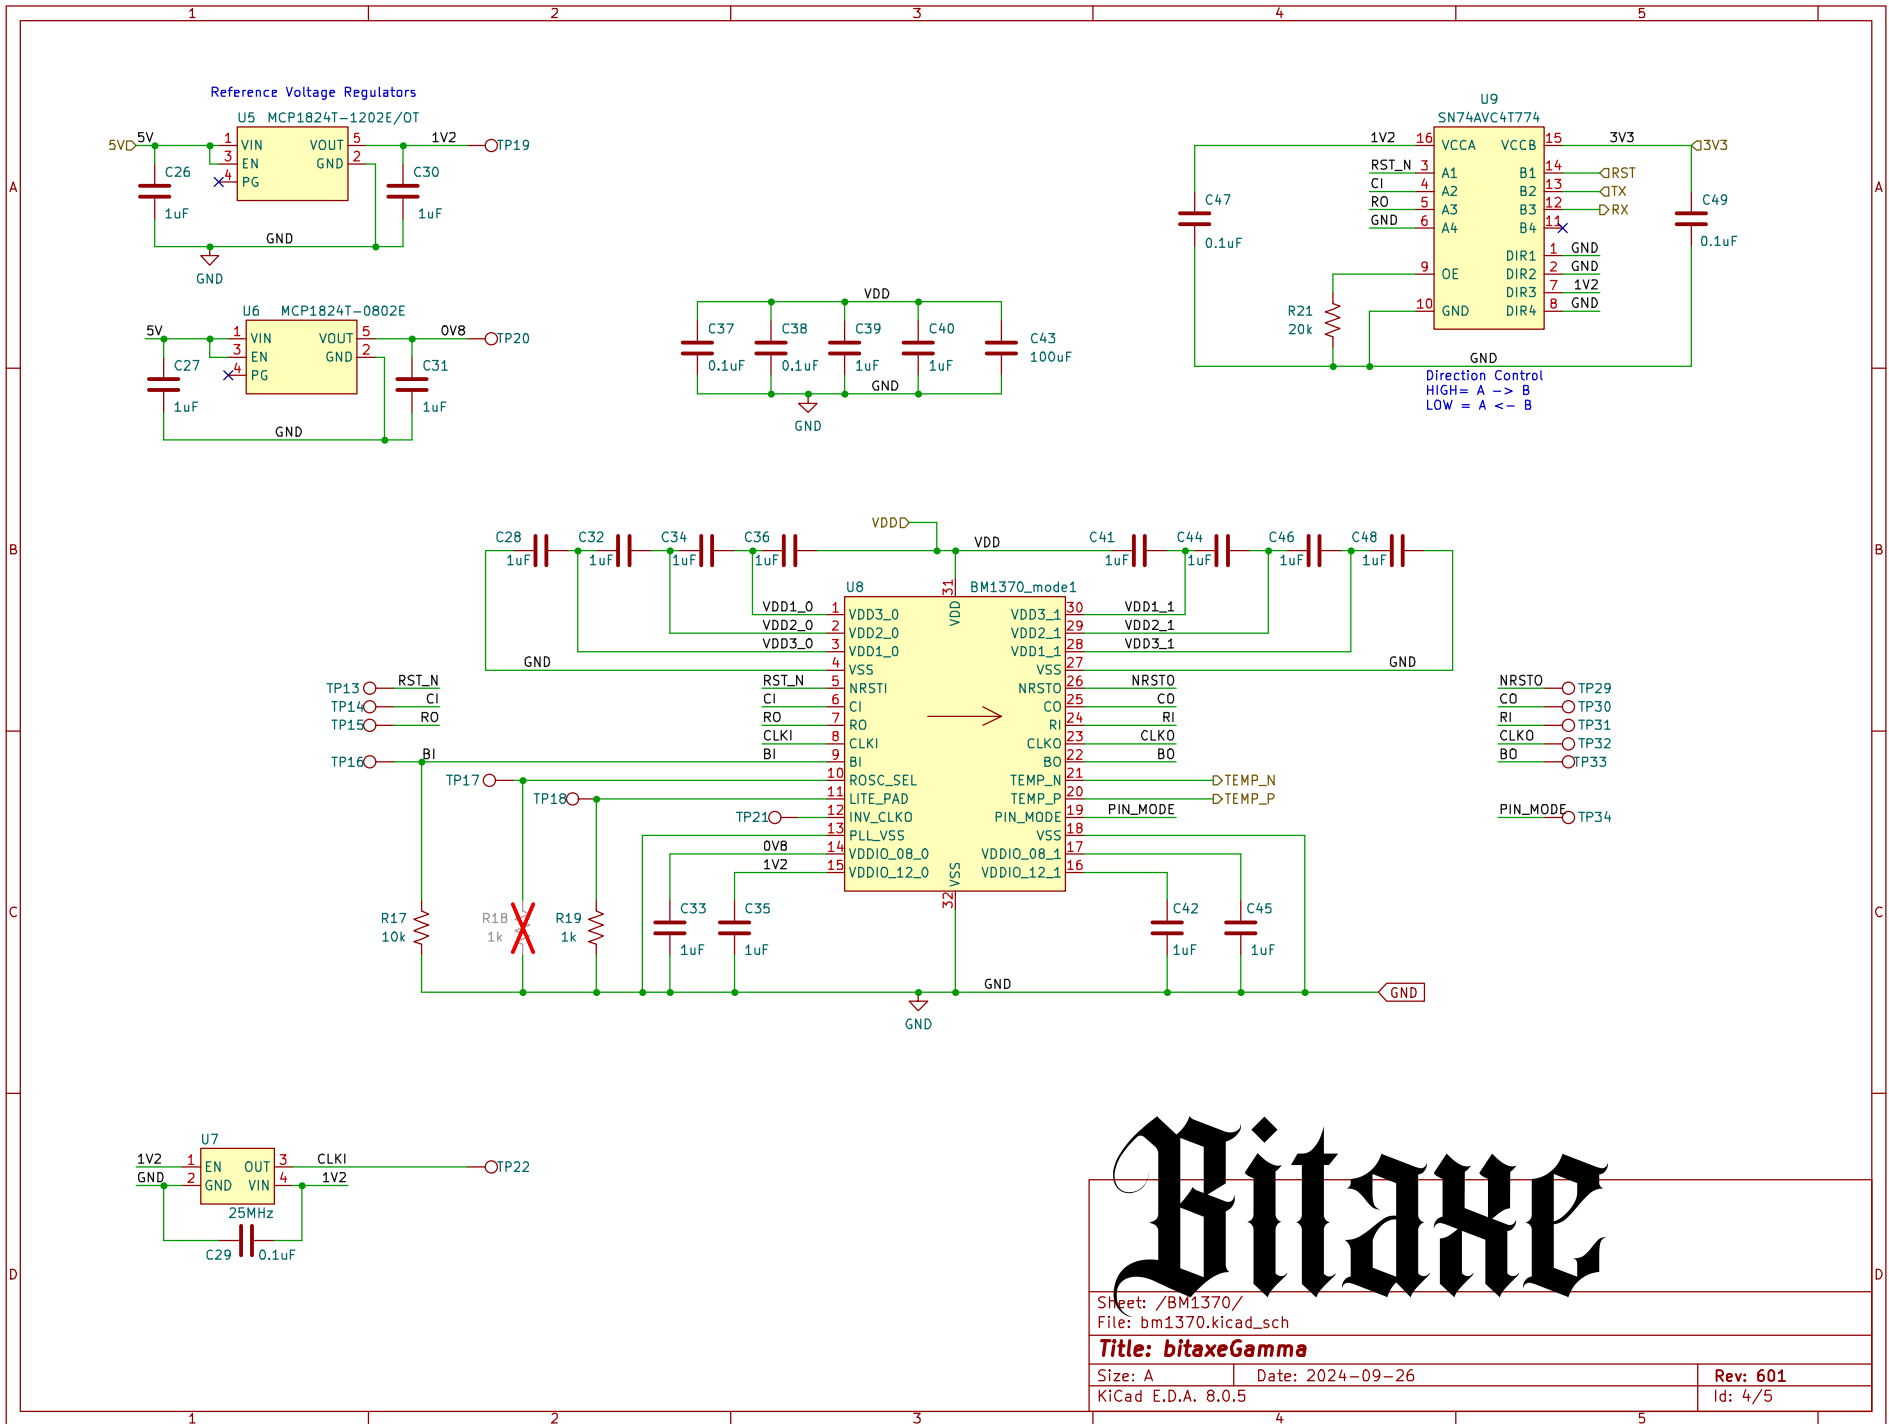 1 2 3 4 5
A A
B B
C C
D D
Reference Voltage Regulators
U5 MCP1824T-1202E/OT
5V 5V 1 VIN VOUT 5 1V2 TP19
3 EN GND 2
4 PG
C26 1uF
C30 1uF
GND
GND
U6 MCP1824T-0802E
5V 1 VIN VOUT 5 0V8 TP20
3 EN GND 2
4 PG
C27 1uF
C31 1uF
GND
VDD
C37 C38 C39 C40 C43
0.1uF 0.1uF 1uF 1uF 100uF
GND
GND
U9
SN74AVC4T774
1V2 16 VCCA VCCB 15 3V3 3V3
RST_N 3 A1 B1 14 RST
CI 4 A2 B2 13 TX
RO 5 A3 B3 12 RX
GND 6 A4 B4 11
DIR1 1 GND
9 OE DIR2 2 GND
DIR3 7 1V2
10 GND DIR4 8 GND
C47 0.1uF
C49 0.1uF
R21 20k
GND
Direction Control
HIGH= A -> B
LOW = A <- B
VDD
C28 C32 C34 C36 VDD C41 C44 C46 C48
1uF 1uF 1uF 1uF 1uF 1uF 1uF 1uF
U8 31 VDD BM1370_mode1
VDD1_0 1 VDD3_0 VDD3_1 30 VDD1_1
VDD2_0 2 VDD2_0 VDD2_1 29 VDD2_1
VDD3_0 3 VDD1_0 VDD1_1 28 VDD3_1
GND 4 VSS VSS 27 GND
TP13 RST_N RST_N 5 NRSTI NRSTO 26 NRSTO NRSTO TP29
TP14 CI CI 6 CI CO 25 CO CO TP30
TP15 RO RO 7 RO RI 24 RI RI TP31
CLKI 8 CLKI CLKO 23 CLKO CLKO TP32
TP16 BI BI 9 BI BO 22 BO BO TP33
TP17 10 ROSC_SEL TEMP_N 21 TEMP_N
TP18 11 LITE_PAD TEMP_P 20 TEMP_P
TP21 12 INV_CLKO PIN_MODE 19 PIN_MODE PIN_MODE TP34
13 PLL_VSS VSS 18
0V8 14 VDDIO_08_0 VDDIO_08_1 17
1V2 15 VDDIO_12_0 VDDIO_12_1 16
VSS 32
R17 R18 R19 C33 C35 C42 C45
10k 1k 1k 1uF 1uF 1uF 1uF
GND GND
GND
U7
1V2 1 EN OUT 3 CLKI TP22
GND 2 GND VIN 4 1V2
25MHz
C29 0.1uF
Bitaxe
Sheet: /BM1370/
File: bm1370.kicad_sch
Title: bitaxeGamma
Size: A Date: 2024-09-26 Rev: 601
KiCad E.D.A. 8.0.5 Id: 4/5
1 2 3 4 5